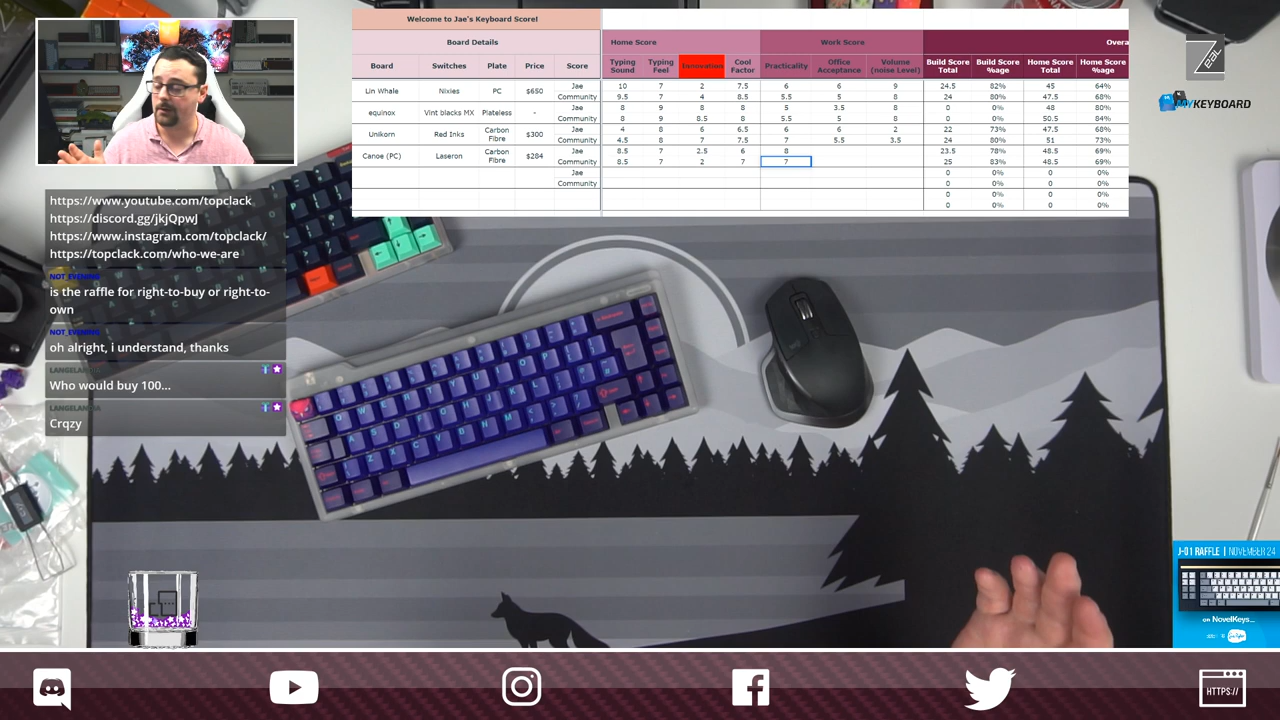 Welcome to Jae's Keyboard Score!
Board Details
Home Score
Work Score
Overa
Board Switches Plate Price Score Typing Sound Typing Feel Innovation Cool Factor Practicality Office Acceptance Volume (noise Level) Build Score Total Build Score %age Home Score Total Home Score %age
Lin Whale Nixies PC $650 Jae 10 7 2 7.5 6 6 9 24.5 82% 45 64%
Community 9.5 7 4 8.5 5.5 5 8 24 80% 47.5 68%
equinox Vint blacks MX Plateless - Jae 8 9 8 8 5 3.5 8 0 0% 48 80%
Community 8 9 8.5 8 5.5 5 8 0 0% 50.5 84%
Unikorn Red Inks Carbon Fibre $300 Jae 4 8 6 6.5 6 6 2 22 73% 47.5 68%
Community 4.5 8 7 7 7 5.5 3.5 24 80% 51 73%
Canoe (PC) Laseron Carbon Fibre $284 Jae 8.5 7 2.5 6 8 23.5 78% 48.5 69%
Community 8.5 7 2 7 7 25 83% 48.5 69%
Jae 0 0% 0 0%
Community 0 0% 0 0%
0 0% 0 0%
0 0% 0 0%
MYKEYBOARD
https://www.youtube.com/topclack
https://discord.gg/jkjQpwJ
https://www.instagram.com/topclack/
https://topclack.com/who-we-are
NOT_EVENING
is the raffle for right-to-buy or right-to-
own
NOT_EVENING
oh alright, i understand, thanks
Who would buy 100...
Crqzy
J-01 RAFFLE | NOVEMBER 24
ON NovelKeys_
HTTPS://